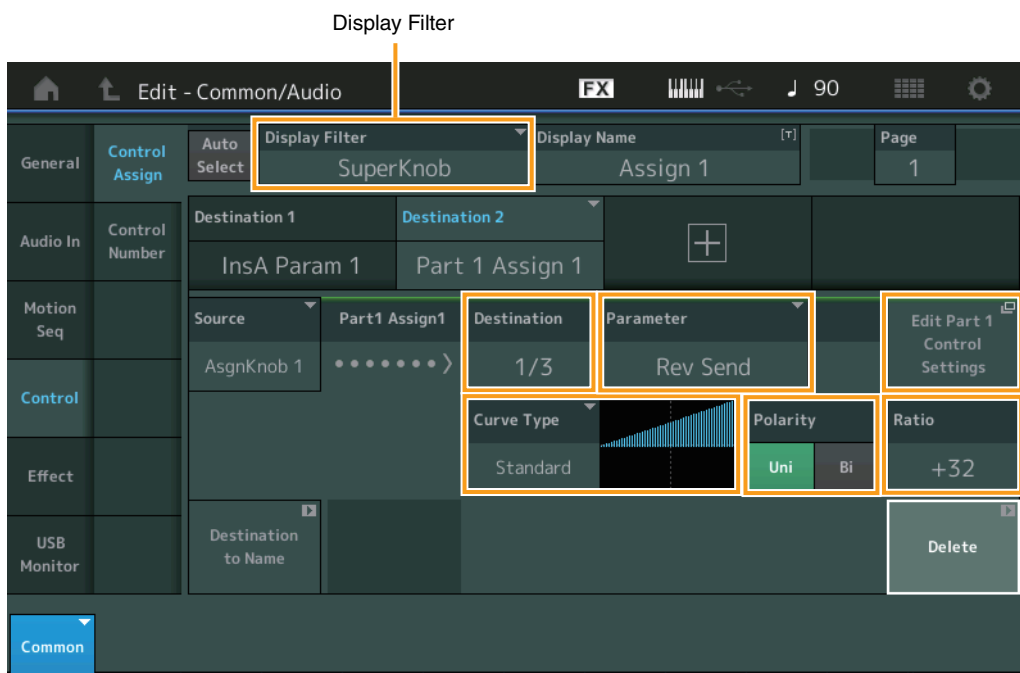 Display Filter
Edit - Common/Audio
FX
♩ 90
General
Control
Assign
Auto
Select
Display Filter
SuperKnob
Display Name
[T]
Assign 1
Page
1
Audio In
Control
Number
Destination 1
InsA Param 1
Destination 2
Part 1 Assign 1
Motion
Seq
Source
AsgnKnob 1
Part1 Assign1
Destination
1/3
Parameter
Rev Send
Edit Part 1
Control
Settings
Control
Curve Type
Standard
Polarity
Uni
Bi
Ratio
+32
Effect
USB
Monitor
Destination
to Name
Delete
Common